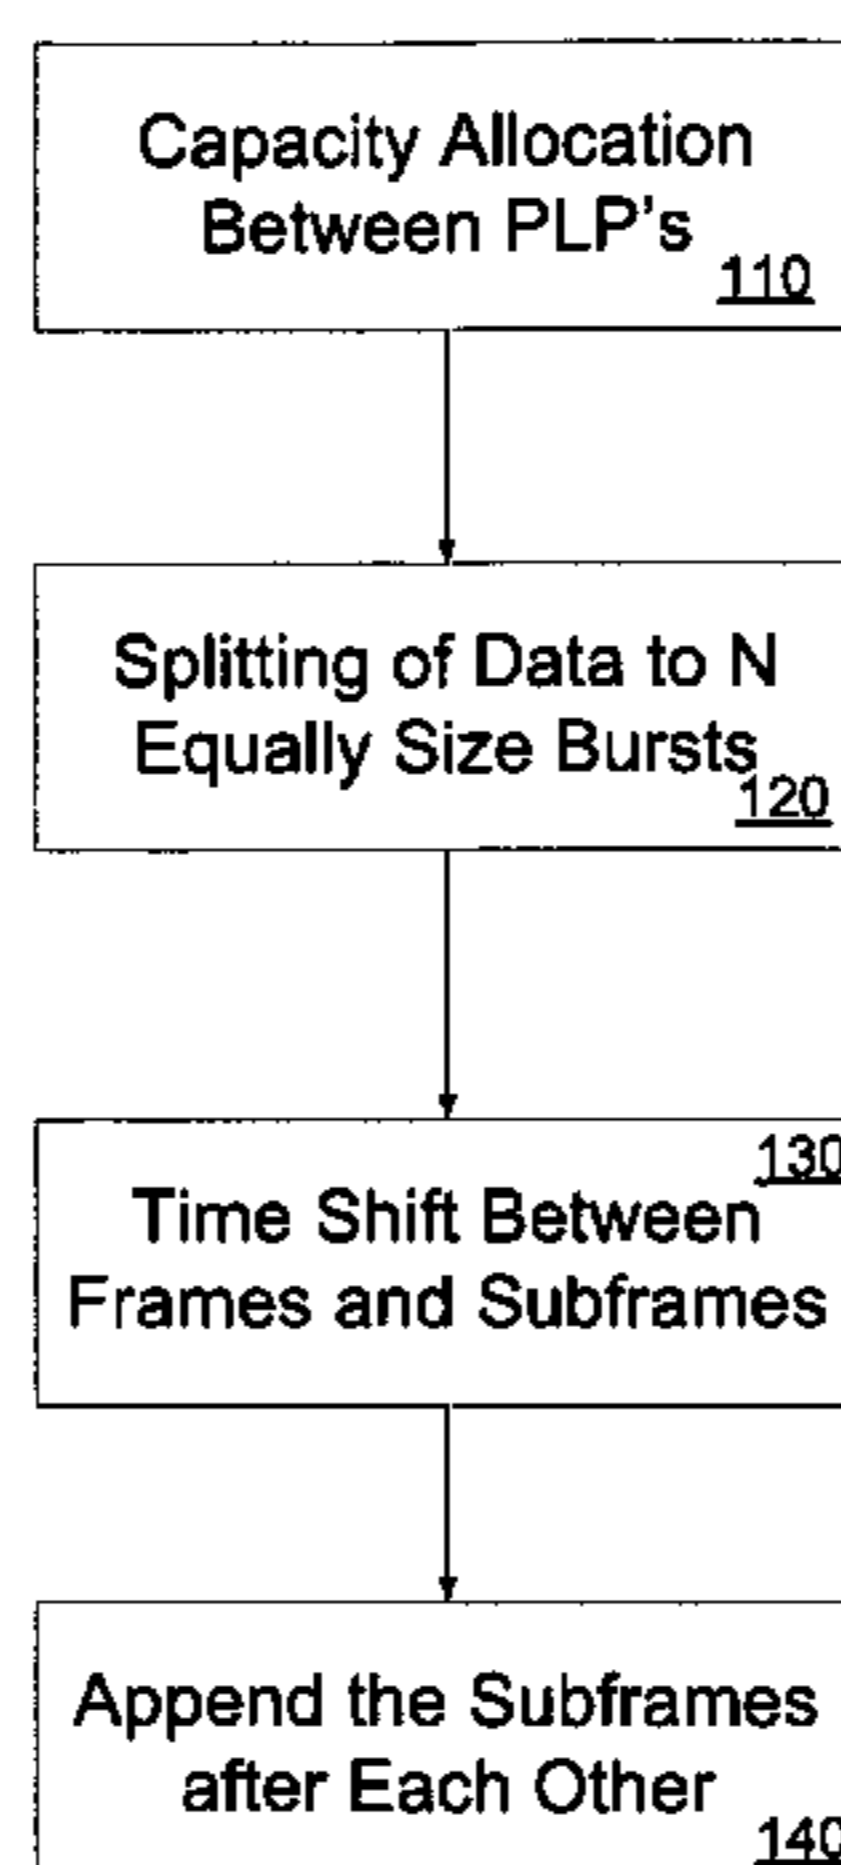 Capacity Allocation
Between PLP's
110
Splitting of Data to N
Equally Size Bursts
120
130
Time Shift Between
Frames and Subframes
Append the Subframes
after Each Other
140